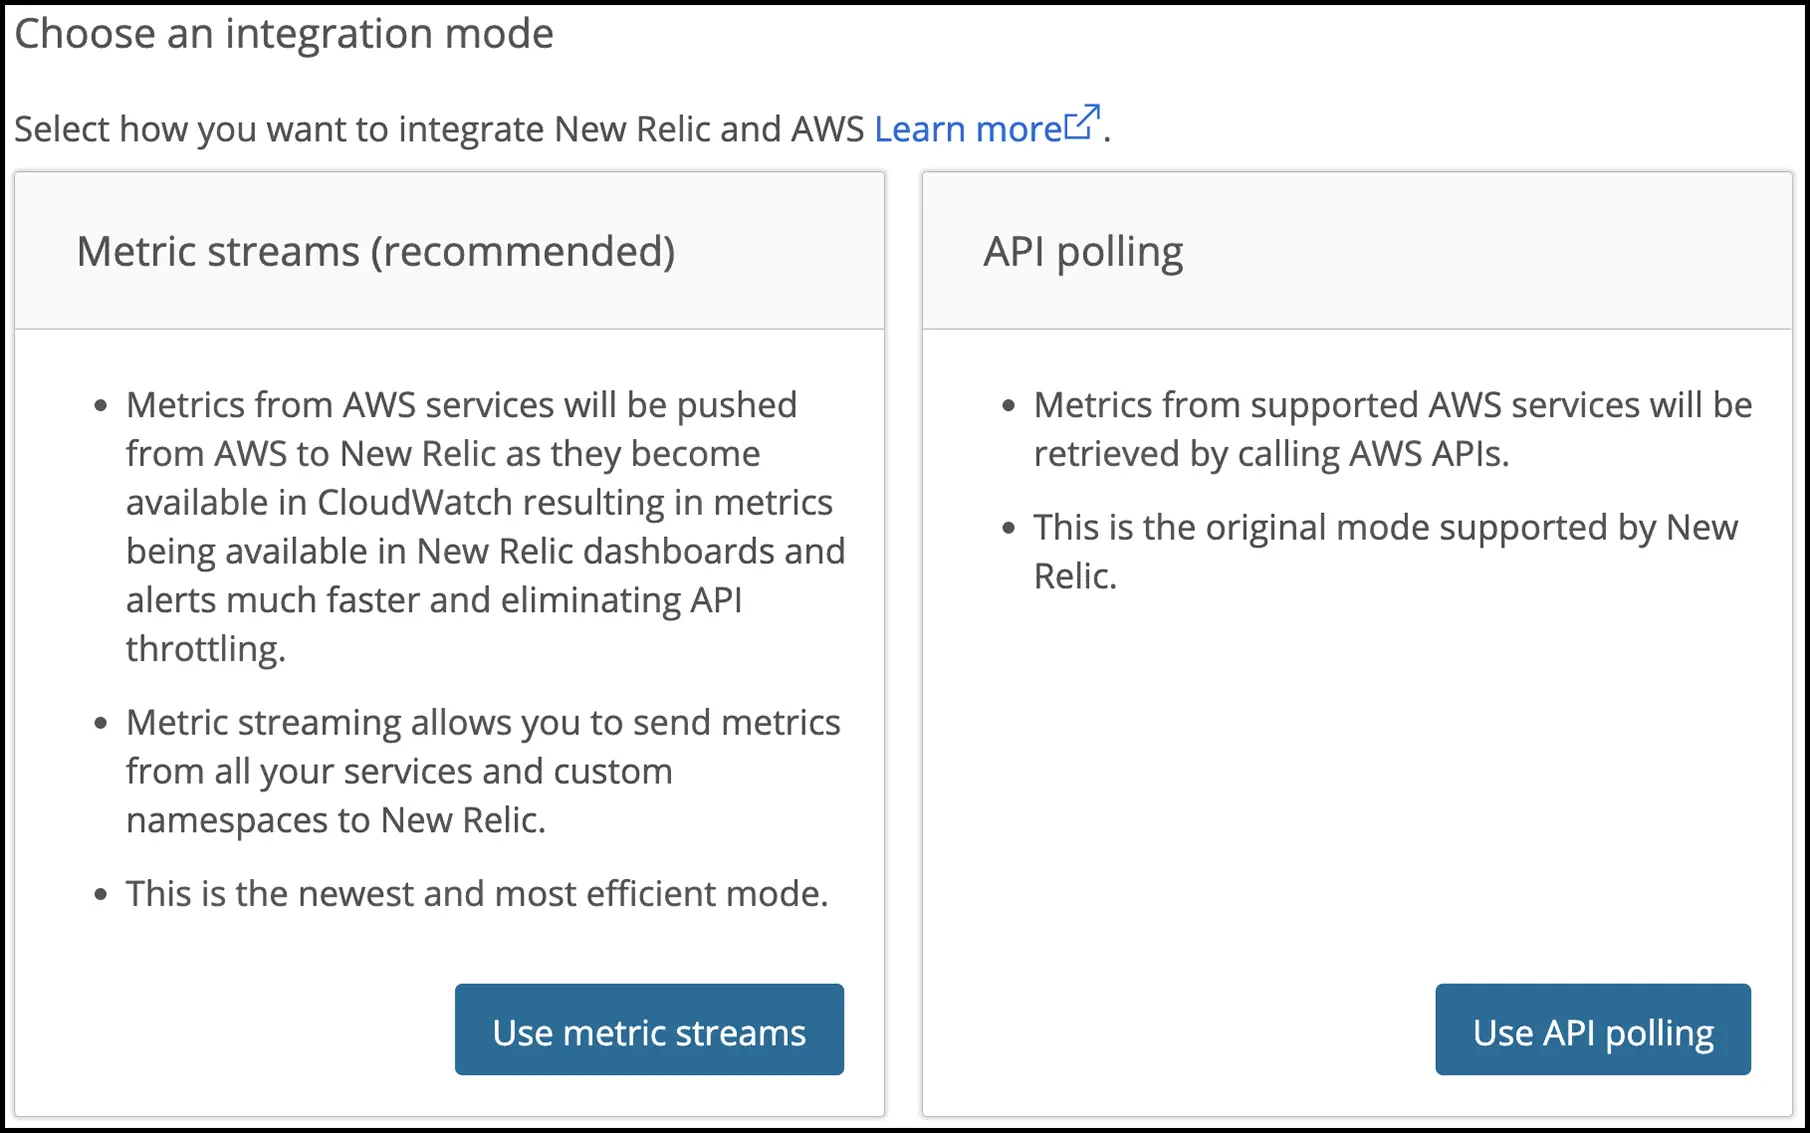 Choose an integration mode
Select how you want to integrate New Relic and AWS Learn more.
Metric streams (recommended)
• Metrics from AWS services will be pushed
from AWS to New Relic as they become
available in CloudWatch resulting in metrics
being available in New Relic dashboards and
alerts much faster and eliminating API
throttling.
• Metric streaming allows you to send metrics
from all your services and custom
namespaces to New Relic.
• This is the newest and most efficient mode.
Use metric streams
API polling
• Metrics from supported AWS services will be
retrieved by calling AWS APIs.
• This is the original mode supported by New
Relic.
Use API polling